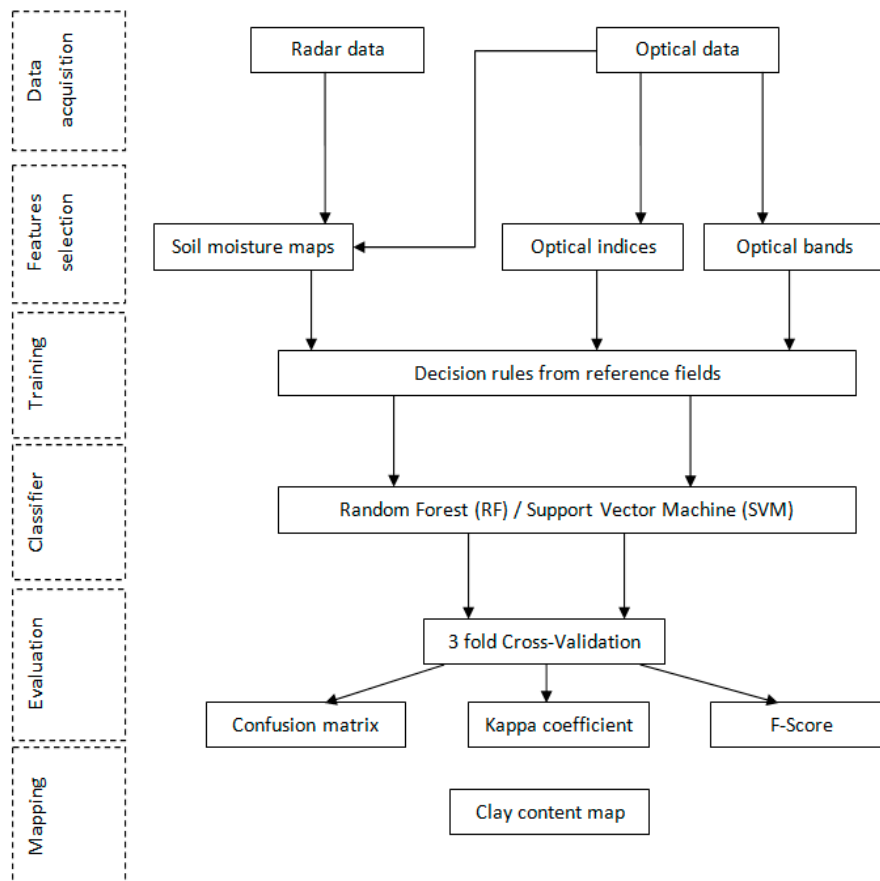 Data
acquisition
Radar data
Optical data
Features
selection
Soil moisture maps
Optical indices
Optical bands
Training
Decision rules from reference fields
Classifier
Random Forest (RF) / Support Vector Machine (SVM)
Evaluation
3 fold Cross-Validation
Confusion matrix
Kappa coefficient
F-Score
Mapping
Clay content map